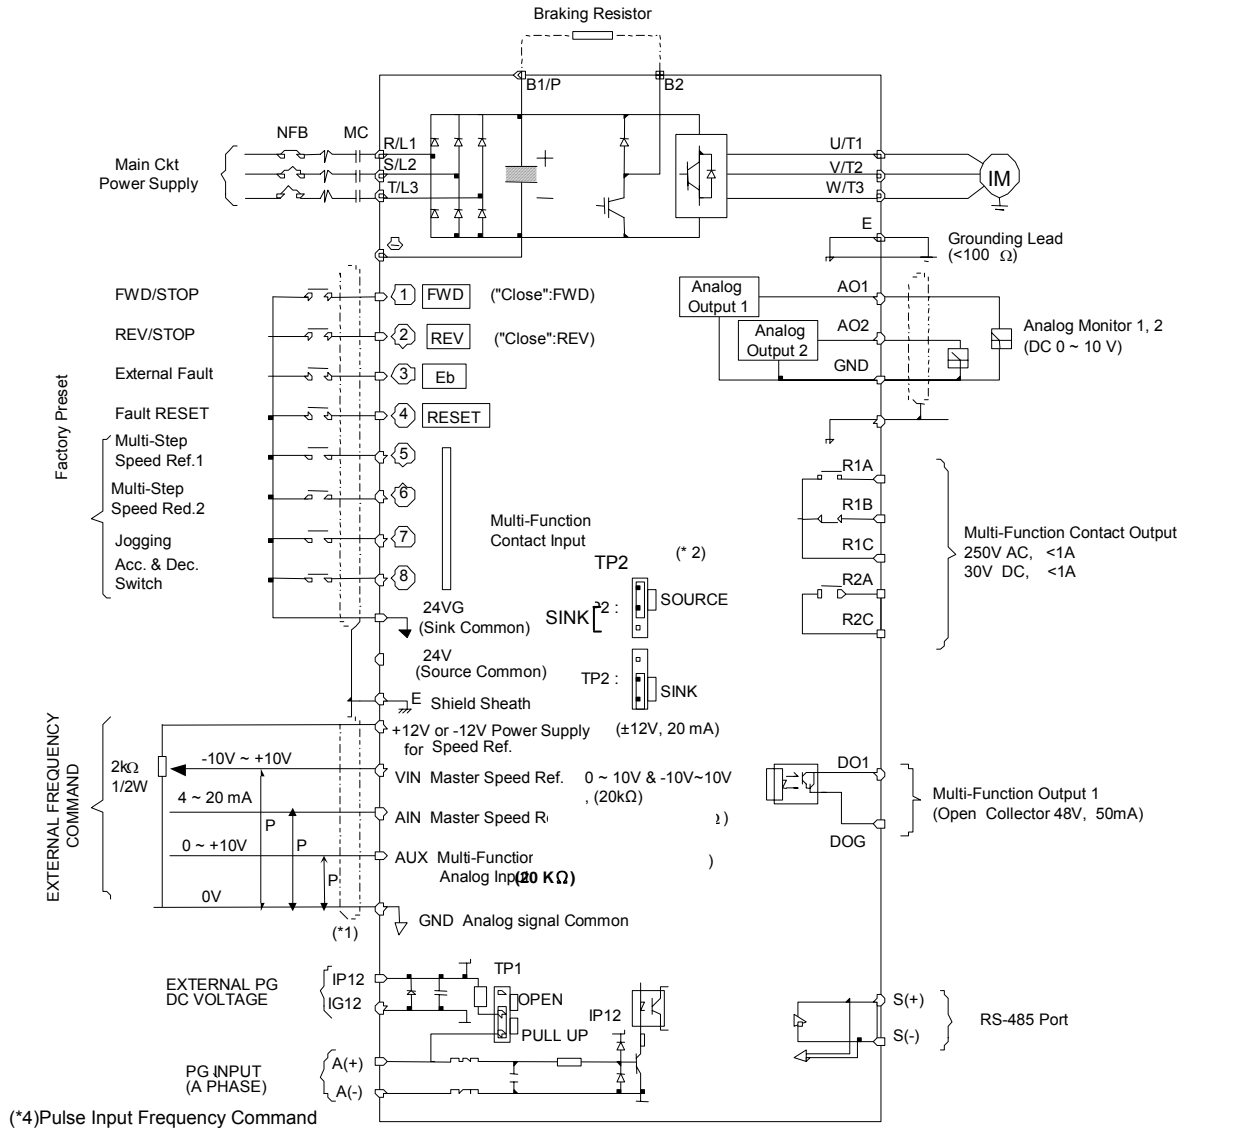 Braking Resistor
B1/P
B2
NFB
MC
R/L1
S/L2
T/L3
Main Ckt
Power Supply
U/T1
V/T2
W/T3
IM
E
Grounding Lead
(<100 Ω)
FWD/STOP
1
FWD
("Close":FWD)
REV/STOP
2
REV
("Close":REV)
External Fault
3
Eb
Fault RESET
4
RESET
Factory Preset
Multi-Step
Speed Ref.1
5
Multi-Step
Speed Red.2
6
Jogging
7
Acc. & Dec.
Switch
8
Multi-Function
Contact Input
Analog
Output 1
Analog
Output 2
AO1
AO2
GND
Analog Monitor 1, 2
(DC 0 ~ 10 V)
R1A
R1B
R1C
R2A
R2C
Multi-Function Contact Output
250V AC, <1A
30V DC, <1A
TP2
(* 2)
SINK
2 :
SOURCE
TP2 :
SINK
24VG
(Sink Common)
24V
(Source Common)
E Shield Sheath
+12V or -12V Power Supply
for Speed Ref.
(±12V, 20 mA)
EXTERNAL FREQUENCY
COMMAND
2kΩ
1/2W
-10V ~ +10V
VIN Master Speed Ref.
0 ~ 10V & -10V~10V
, (20kΩ)
4 ~ 20 mA
AIN Master Speed
)
0 ~ +10V
AUX
Analog
(20 KΩ)
)
P
P
P
0V
GND Analog signal Common
(*1)
DO1
DOG
Multi-Function Output 1
(Open Collector 48V, 50mA)
EXTERNAL PG
DC VOLTAGE
IP12
IG12
TP1
OPEN
PULL UP
IP12
PG INPUT
(A PHASE)
A(+)
A(-)
S(+)
S(-)
RS-485 Port
(*4)Pulse Input Frequency Command